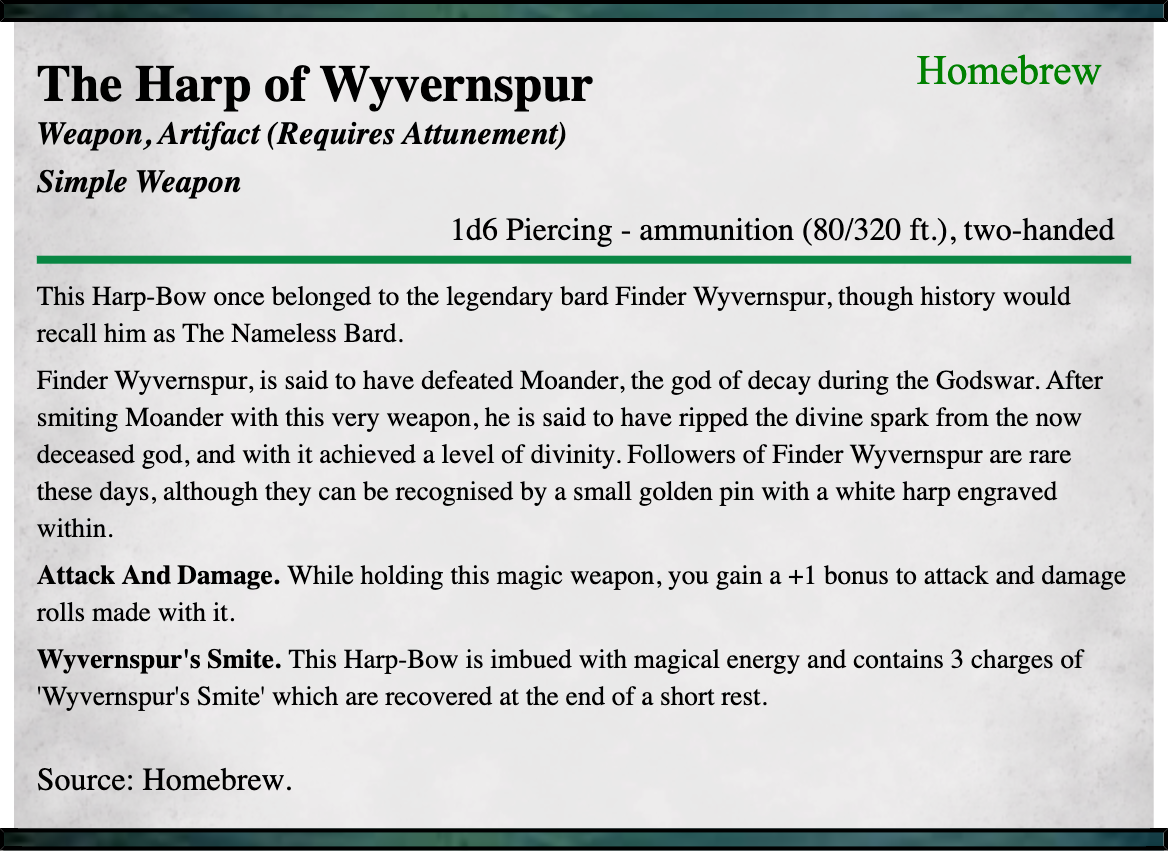 The Harp of Wyvernspur
Homebrew
Weapon, Artifact (Requires Attunement)
Simple Weapon
1d6 Piercing - ammunition (80/320 ft.), two-handed
This Harp-Bow once belonged to the legendary bard Finder Wyvernspur, though history would
recall him as The Nameless Bard.
Finder Wyvernspur, is said to have defeated Moander, the god of decay during the Godswar. After
smiting Moander with this very weapon, he is said to have ripped the divine spark from the now
deceased god, and with it achieved a level of divinity. Followers of Finder Wyvernspur are rare
these days, although they can be recognised by a small golden pin with a white harp engraved
within.
Attack And Damage. While holding this magic weapon, you gain a +1 bonus to attack and damage
rolls made with it.
Wyvernspur's Smite. This Harp-Bow is imbued with magical energy and contains 3 charges of
'Wyvernspur's Smite' which are recovered at the end of a short rest.
Source: Homebrew.